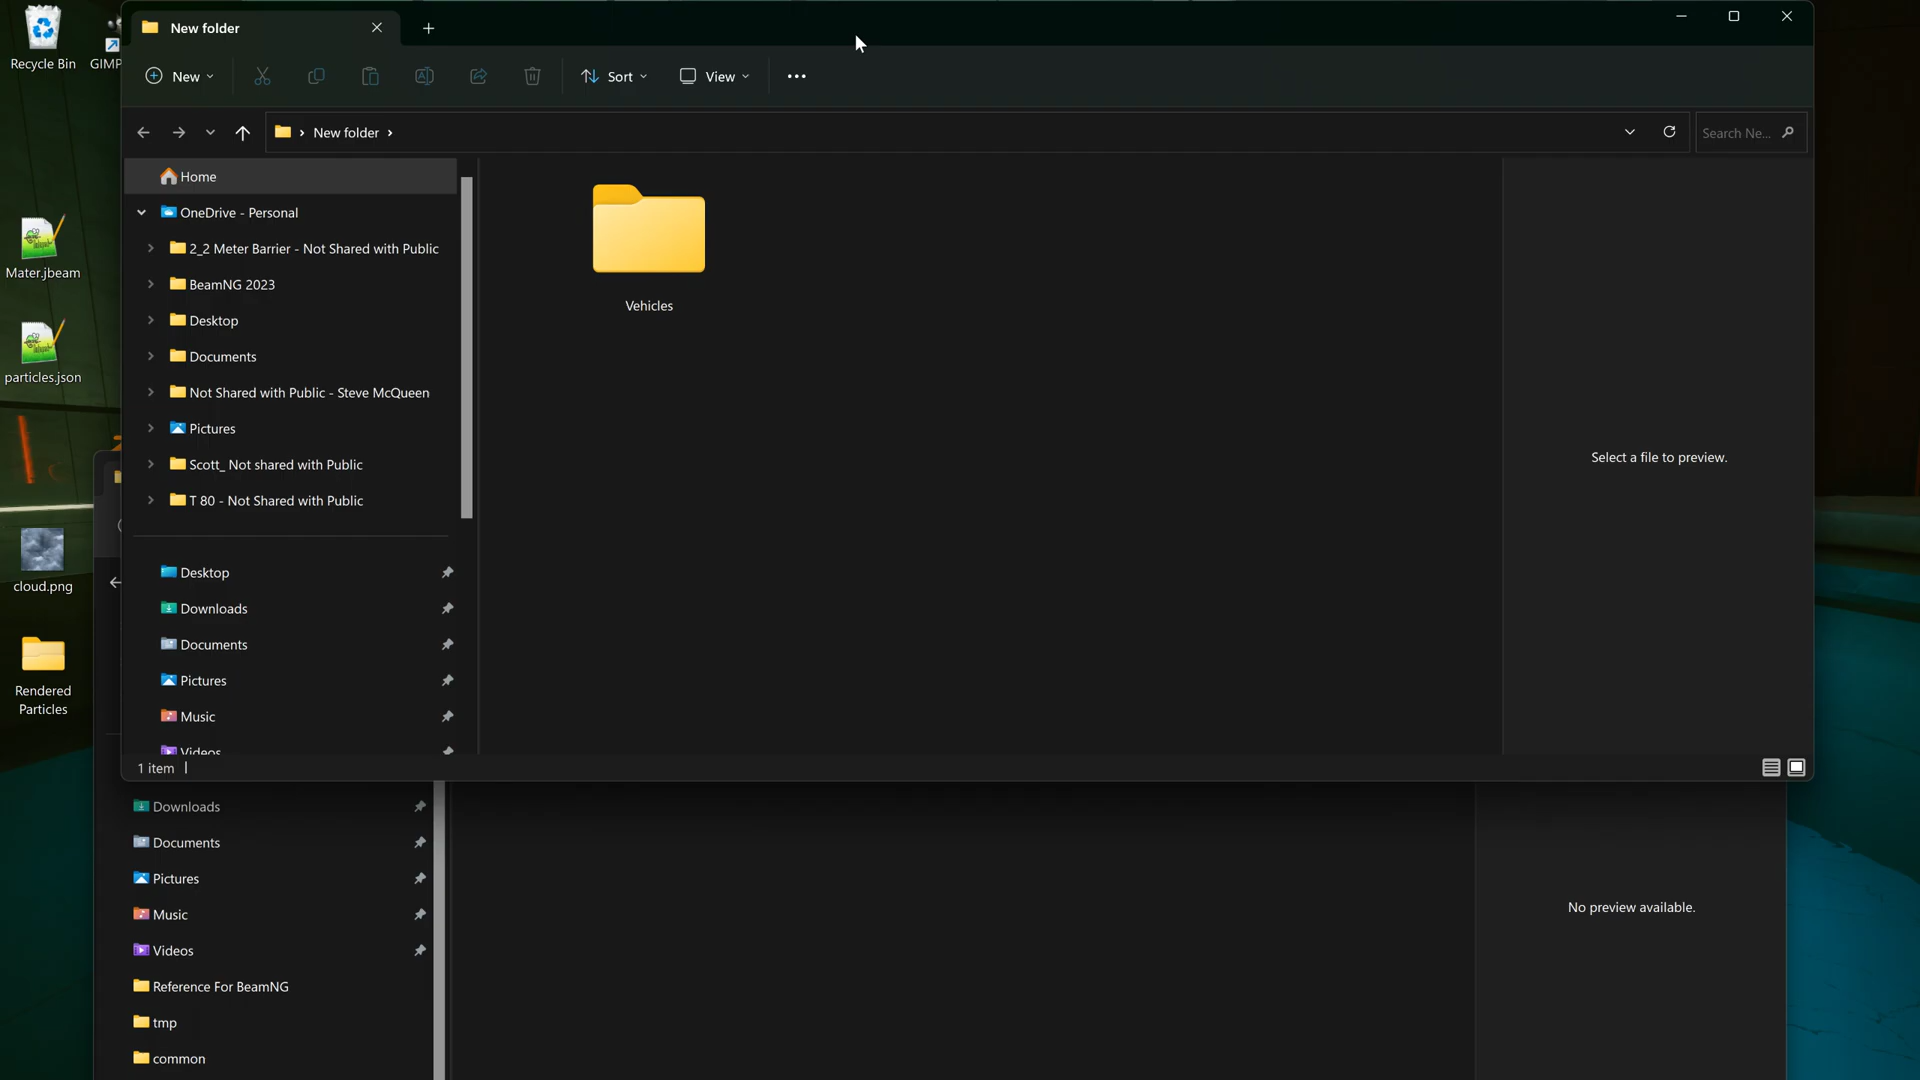 Recycle Bin
GIMP
Mater.jbeam
particles.json
cloud.png
Rendered
Particles
New folder
New
Sort
View
New folder
Search Ne...
Home
OneDrive - Personal
2_2 Meter Barrier - Not Shared with Public
BeamNG 2023
Desktop
Documents
Not Shared with Public - Steve McQueen
Pictures
Scott_ Not shared with Public
T 80 - Not Shared with Public
Desktop
Downloads
Documents
Pictures
Music
Videos
Vehicles
Select a file to preview.
1 item
Downloads
Documents
Pictures
Music
Videos
Reference For BeamNG
tmp
common
No preview available.